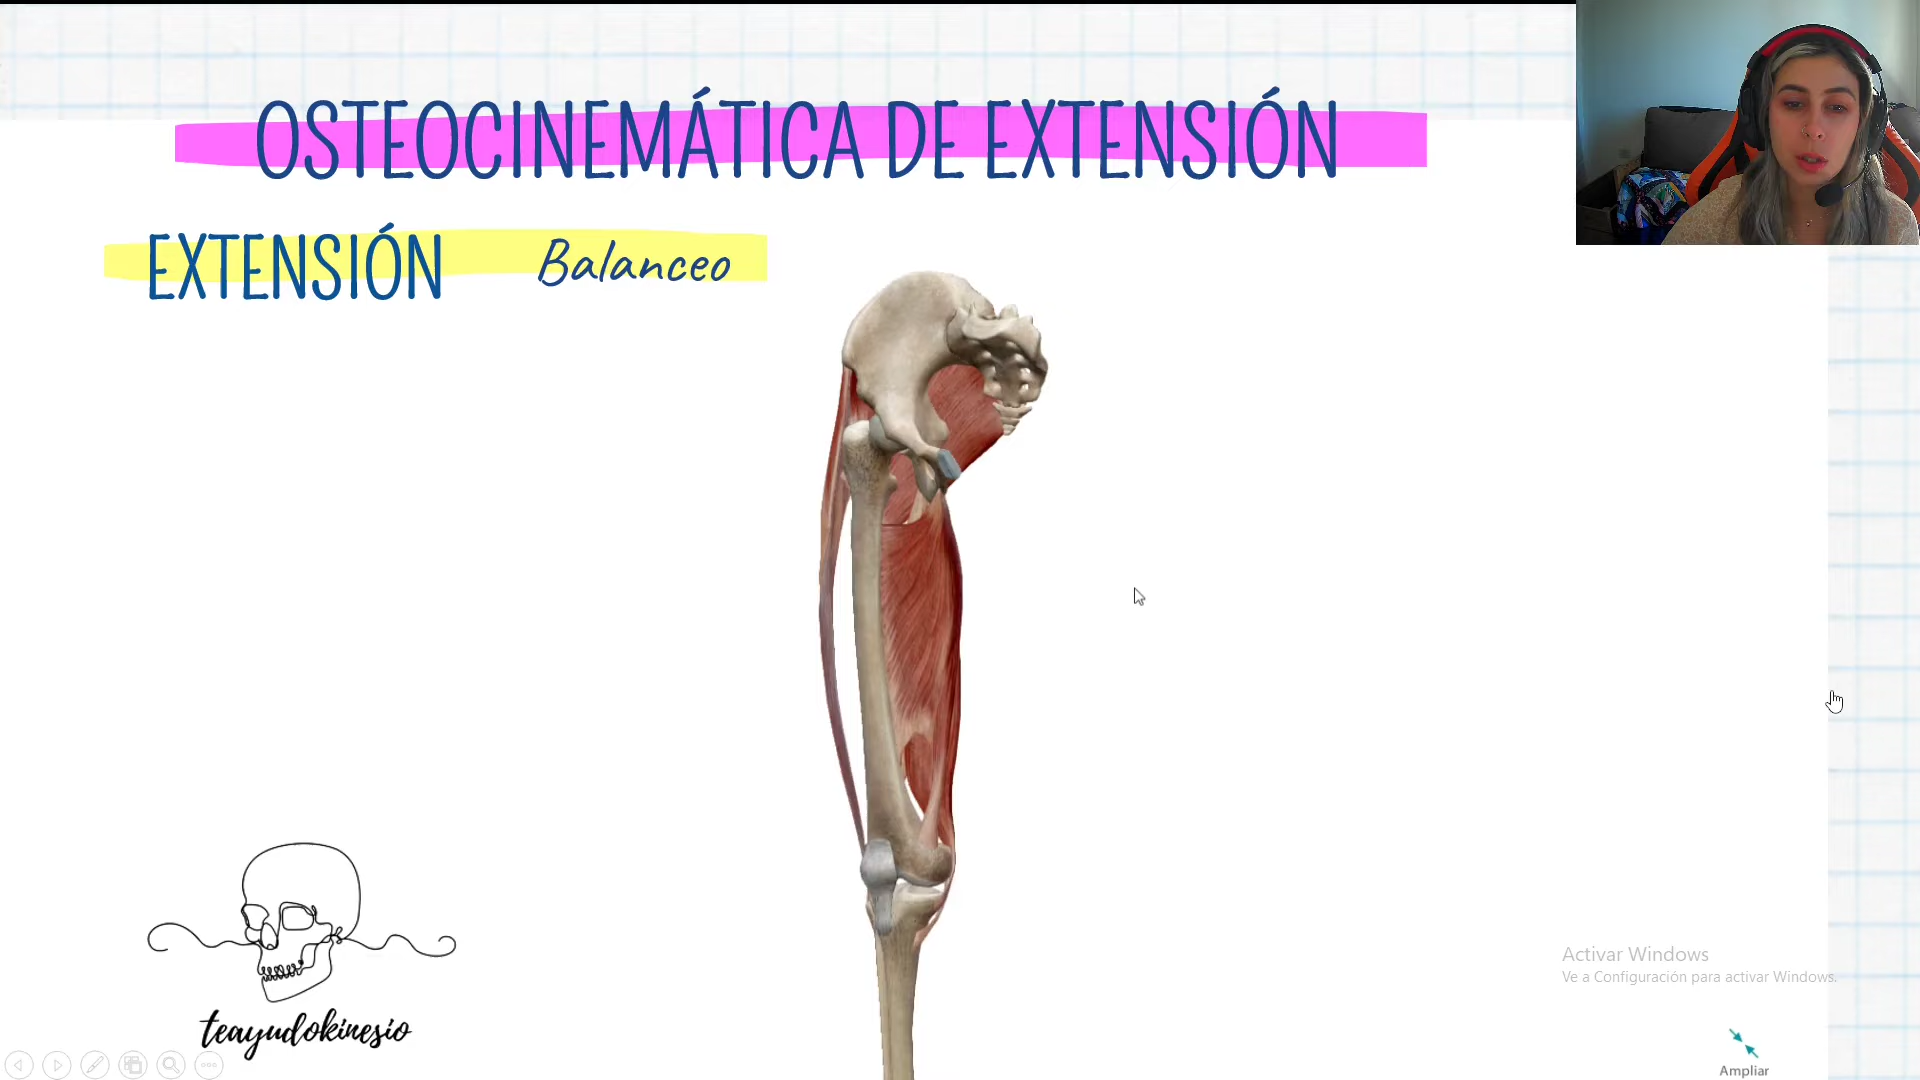 OSTEOCINEMÁTICA DE EXTENSIÓN
EXTENSIÓN Balanceo
teayudokinesio
Activar Windows
Ve a Configuración para activar Windows.
Ampliar